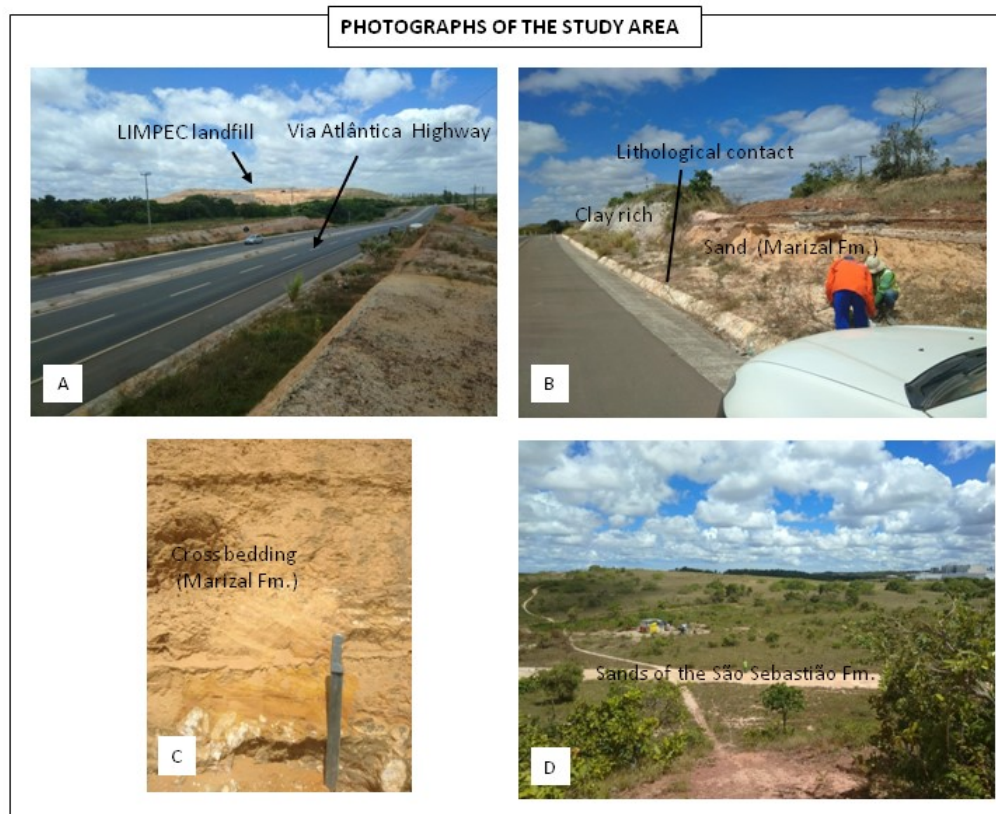 PHOTOGRAPHS OF THE STUDY AREA
LIMPEC landfill
Via Atlântica Highway
A
Lithological contact
Clay rich
Sand (Marizal Fm.)
B
Cross bedding
(Marizal Fm.)
C
Sands of the São Sebastião Fm.
D